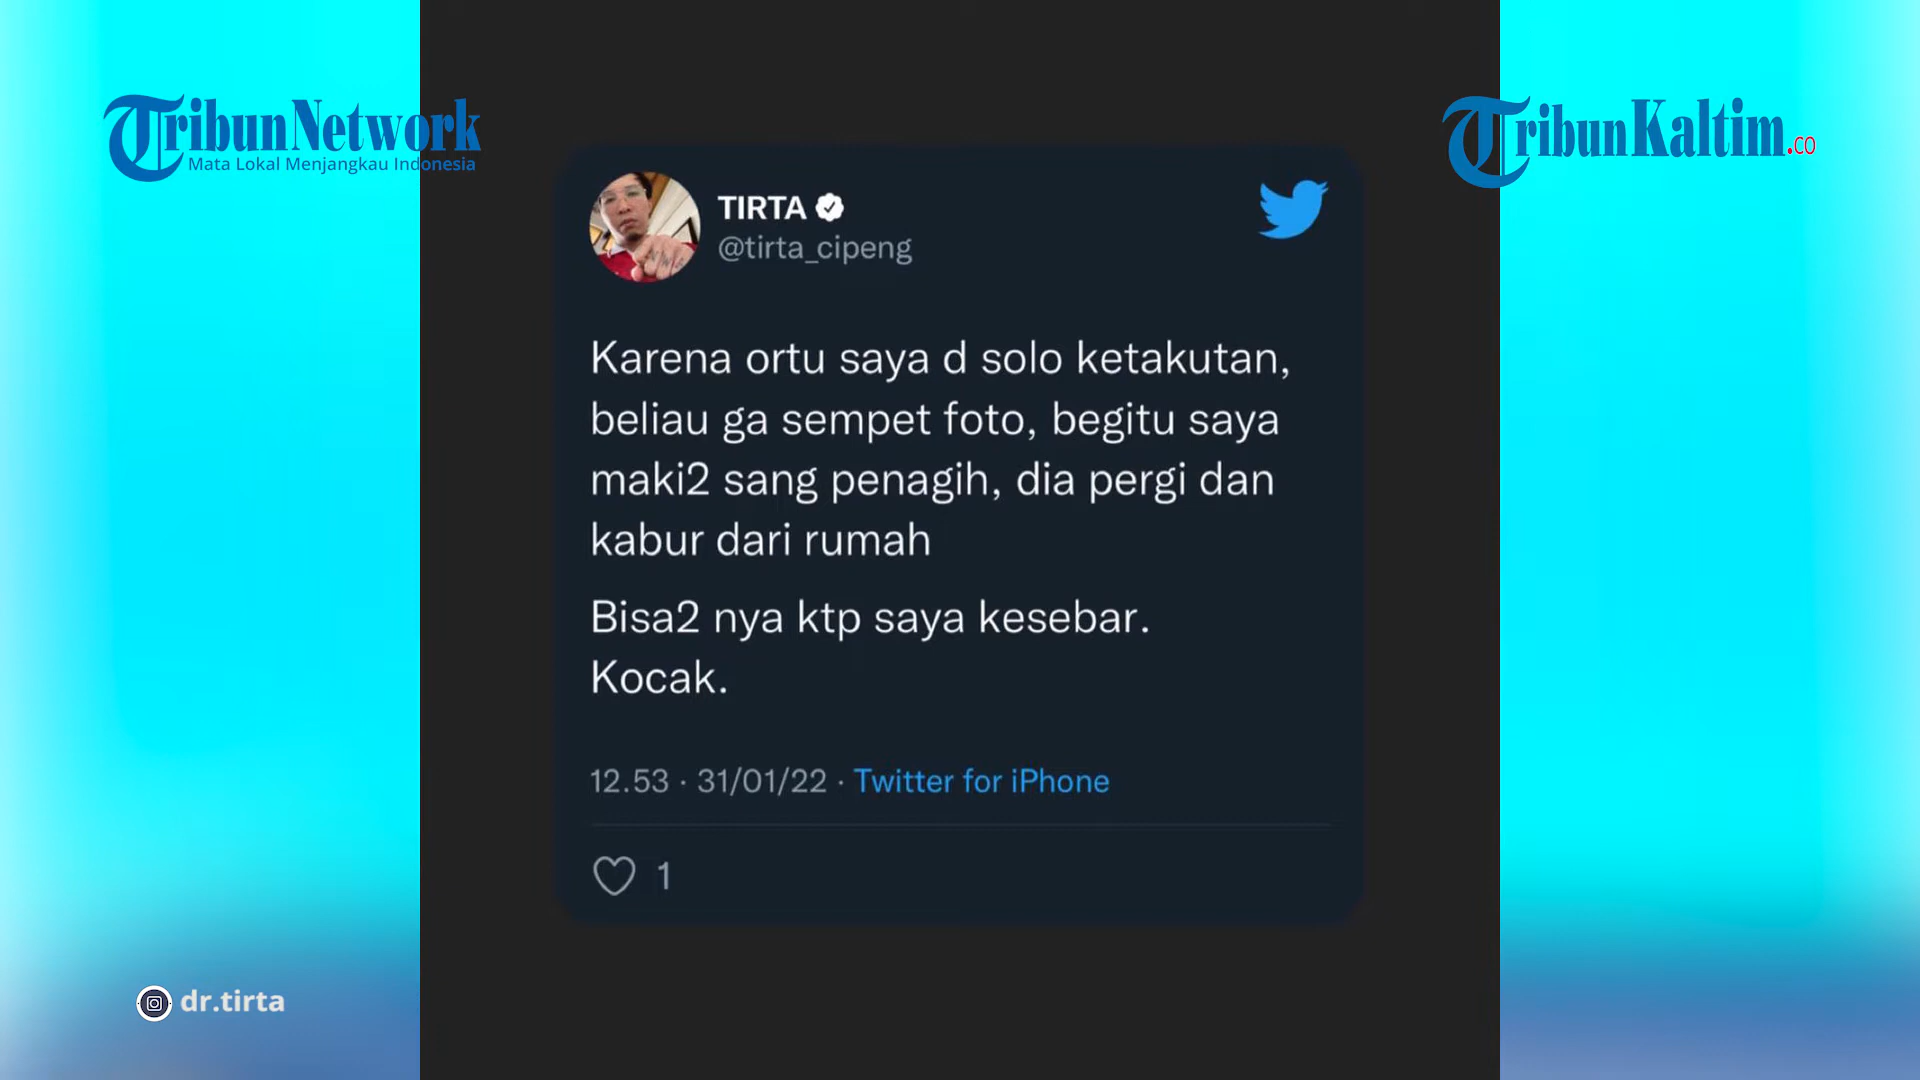 TribunNetwork
Mata Lokal Menjangkau Indonesia
TribunKaltim.co
TIRTA
@tirta_cipeng
Karena ortu saya d solo ketakutan,
beliau ga sempet foto, begitu saya
maki2 sang penagih, dia pergi dan
kabur dari rumah
Bisa2 nya ktp saya kesebar.
Kocak.
12.53 · 31/01/22 · Twitter for iPhone
1
dr.tirta